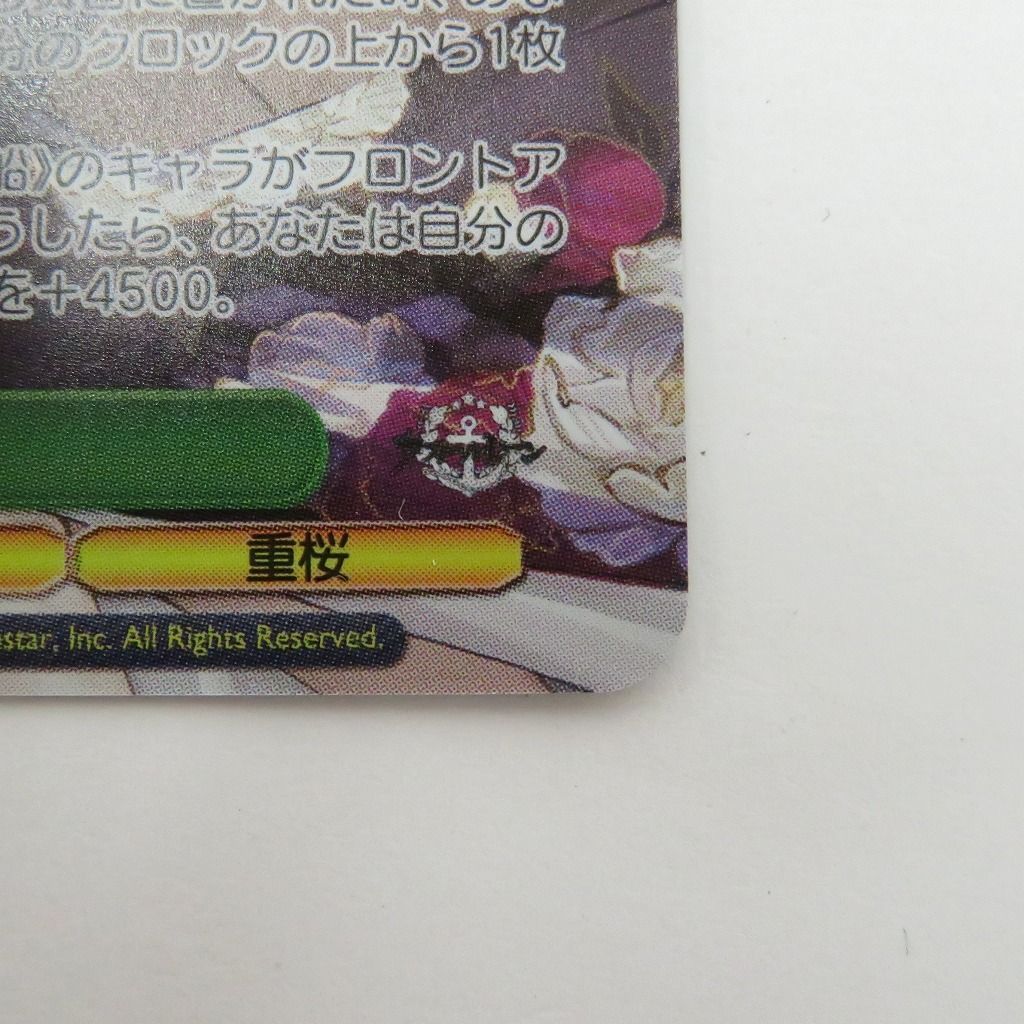 分のクロックの上から1枚
船》のキャラがフロントア
うしたら、あなたは自分の
を+4500。
重桜
star, Inc. All Rights Reserved.